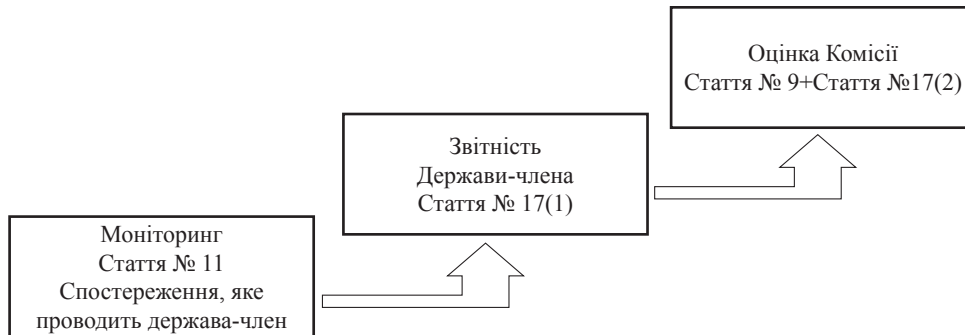 Оцінка Комісії
Стаття № 9+Стаття №17(2)
Звітність
Держави-члена
Стаття № 17(1)
Моніторинг
Стаття № 11
Спостереження, яке
проводить держава-член